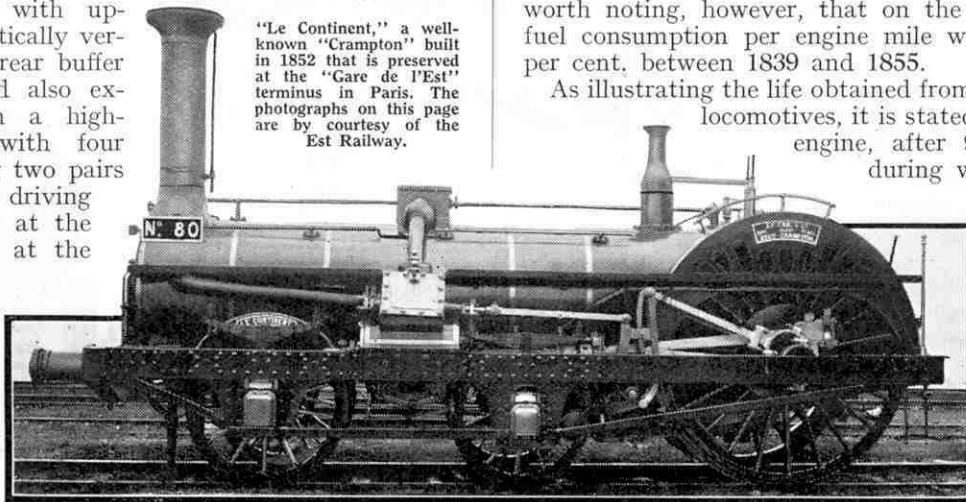 with up-
tically ver-
rear buffer
d also ex-
n a high-
with four
two pairs
driving
at the
at the
"Le Continent," a well-
known "Crampton" built
in 1852 that is preserved
at the "Gare de l'Est"
terminus in Paris. The
photographs on this page
are by courtesy of the
Est Railway.
worth noting, however, that on the
fuel consumption per engine mile w
per cent. between 1839 and 1855.
As illustrating the life obtained from
locomotives, it is stated
engine, after 9
during w
No. 80
LE CONTINENT